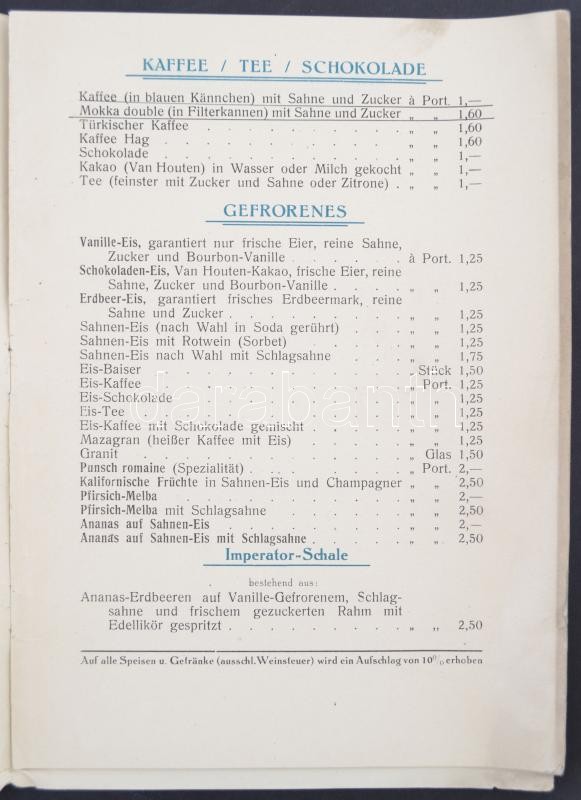 KAFFEE / TEE / SCHOKOLADE
Kaffee (in blauen Kännchen) mit Sahne und Zucker à Port. 1,—
Mokka double (in Filterkannen) mit Sahne und Zucker „ „ 1,60
Türkischer Kaffee . . . . . . . . „ „ 1,60
Kaffee Hag . . . . . . . . „ „ 1,60
Schokolade . . . . . . . . „ „ 1,—
Kakao (Van Houten) in Wasser oder Milch gekocht „ „ 1,—
Tee (feinster mit Zucker und Sahne oder Zitrone) . „ „ 1,—
GEFRORENES
Vanille-Eis, garantiert nur frische Eier, reine Sahne,
Zucker und Bourbon-Vanille . . . . . à Port. 1,25
Schokoladen-Eis, Van Houten-Kakao, frische Eier, reine
Sahne, Zucker und Bourbon-Vanille . . . . „ „ 1,25
Erdbeer-Eis, garantiert frisches Erdbeermark, reine
Sahne und Zucker . . . . . . . „ „ 1,25
Sahnen-Eis (nach Wahl in Soda gerührt) . . . „ „ 1,25
Sahnen-Eis mit Rotwein (Sorbet) . . . . „ „ 1,25
Sahnen-Eis nach Wahl mit Schlagsahne . . . „ „ 1,75
Eis-Baiser . . . . . . . . Stück 1,50
Eis-Kaffee . . . . . . . . „ Port. 1,25
Eis-Schokolade . . . . . . . . „ „ 1,25
Eis-Tee . . . . . . . . „ „ 1,25
Eis-Kaffee mit Schokolade gemischt . . . . „ „ 1,25
Mazagran (heißer Kaffee mit Eis) . . . . „ „ 1,25
Granit . . . . . . . . „ Glas 1,50
Punsch romaine (Spezialität) . . . . . „ Port. 2,—
Kalifornische Früchte in Sahnen-Eis und Champagner „ „ 2,50
Pfirsich-Melba . . . . . . . . „ „ 2,—
Pfirsich-Melba mit Schlagsahne . . . . . „ „ 2,50
Ananas auf Sahnen-Eis . . . . . . „ „ 2,—
Ananas auf Sahnen-Eis mit Schlagsahne . . . . „ „ 2,50
Imperator-Schale
bestehend aus:
Ananas-Erdbeeren auf Vanille-Gefrorenem, Schlag-
sahne und frischem gezuckerten Rahm mit
Edellikör gespritzt . . . . . . . „ „ 2,50
Auf alle Speisen u. Getränke (ausschl. Weinsteuer) wird ein Aufschlag von 10% erhoben
darabanth